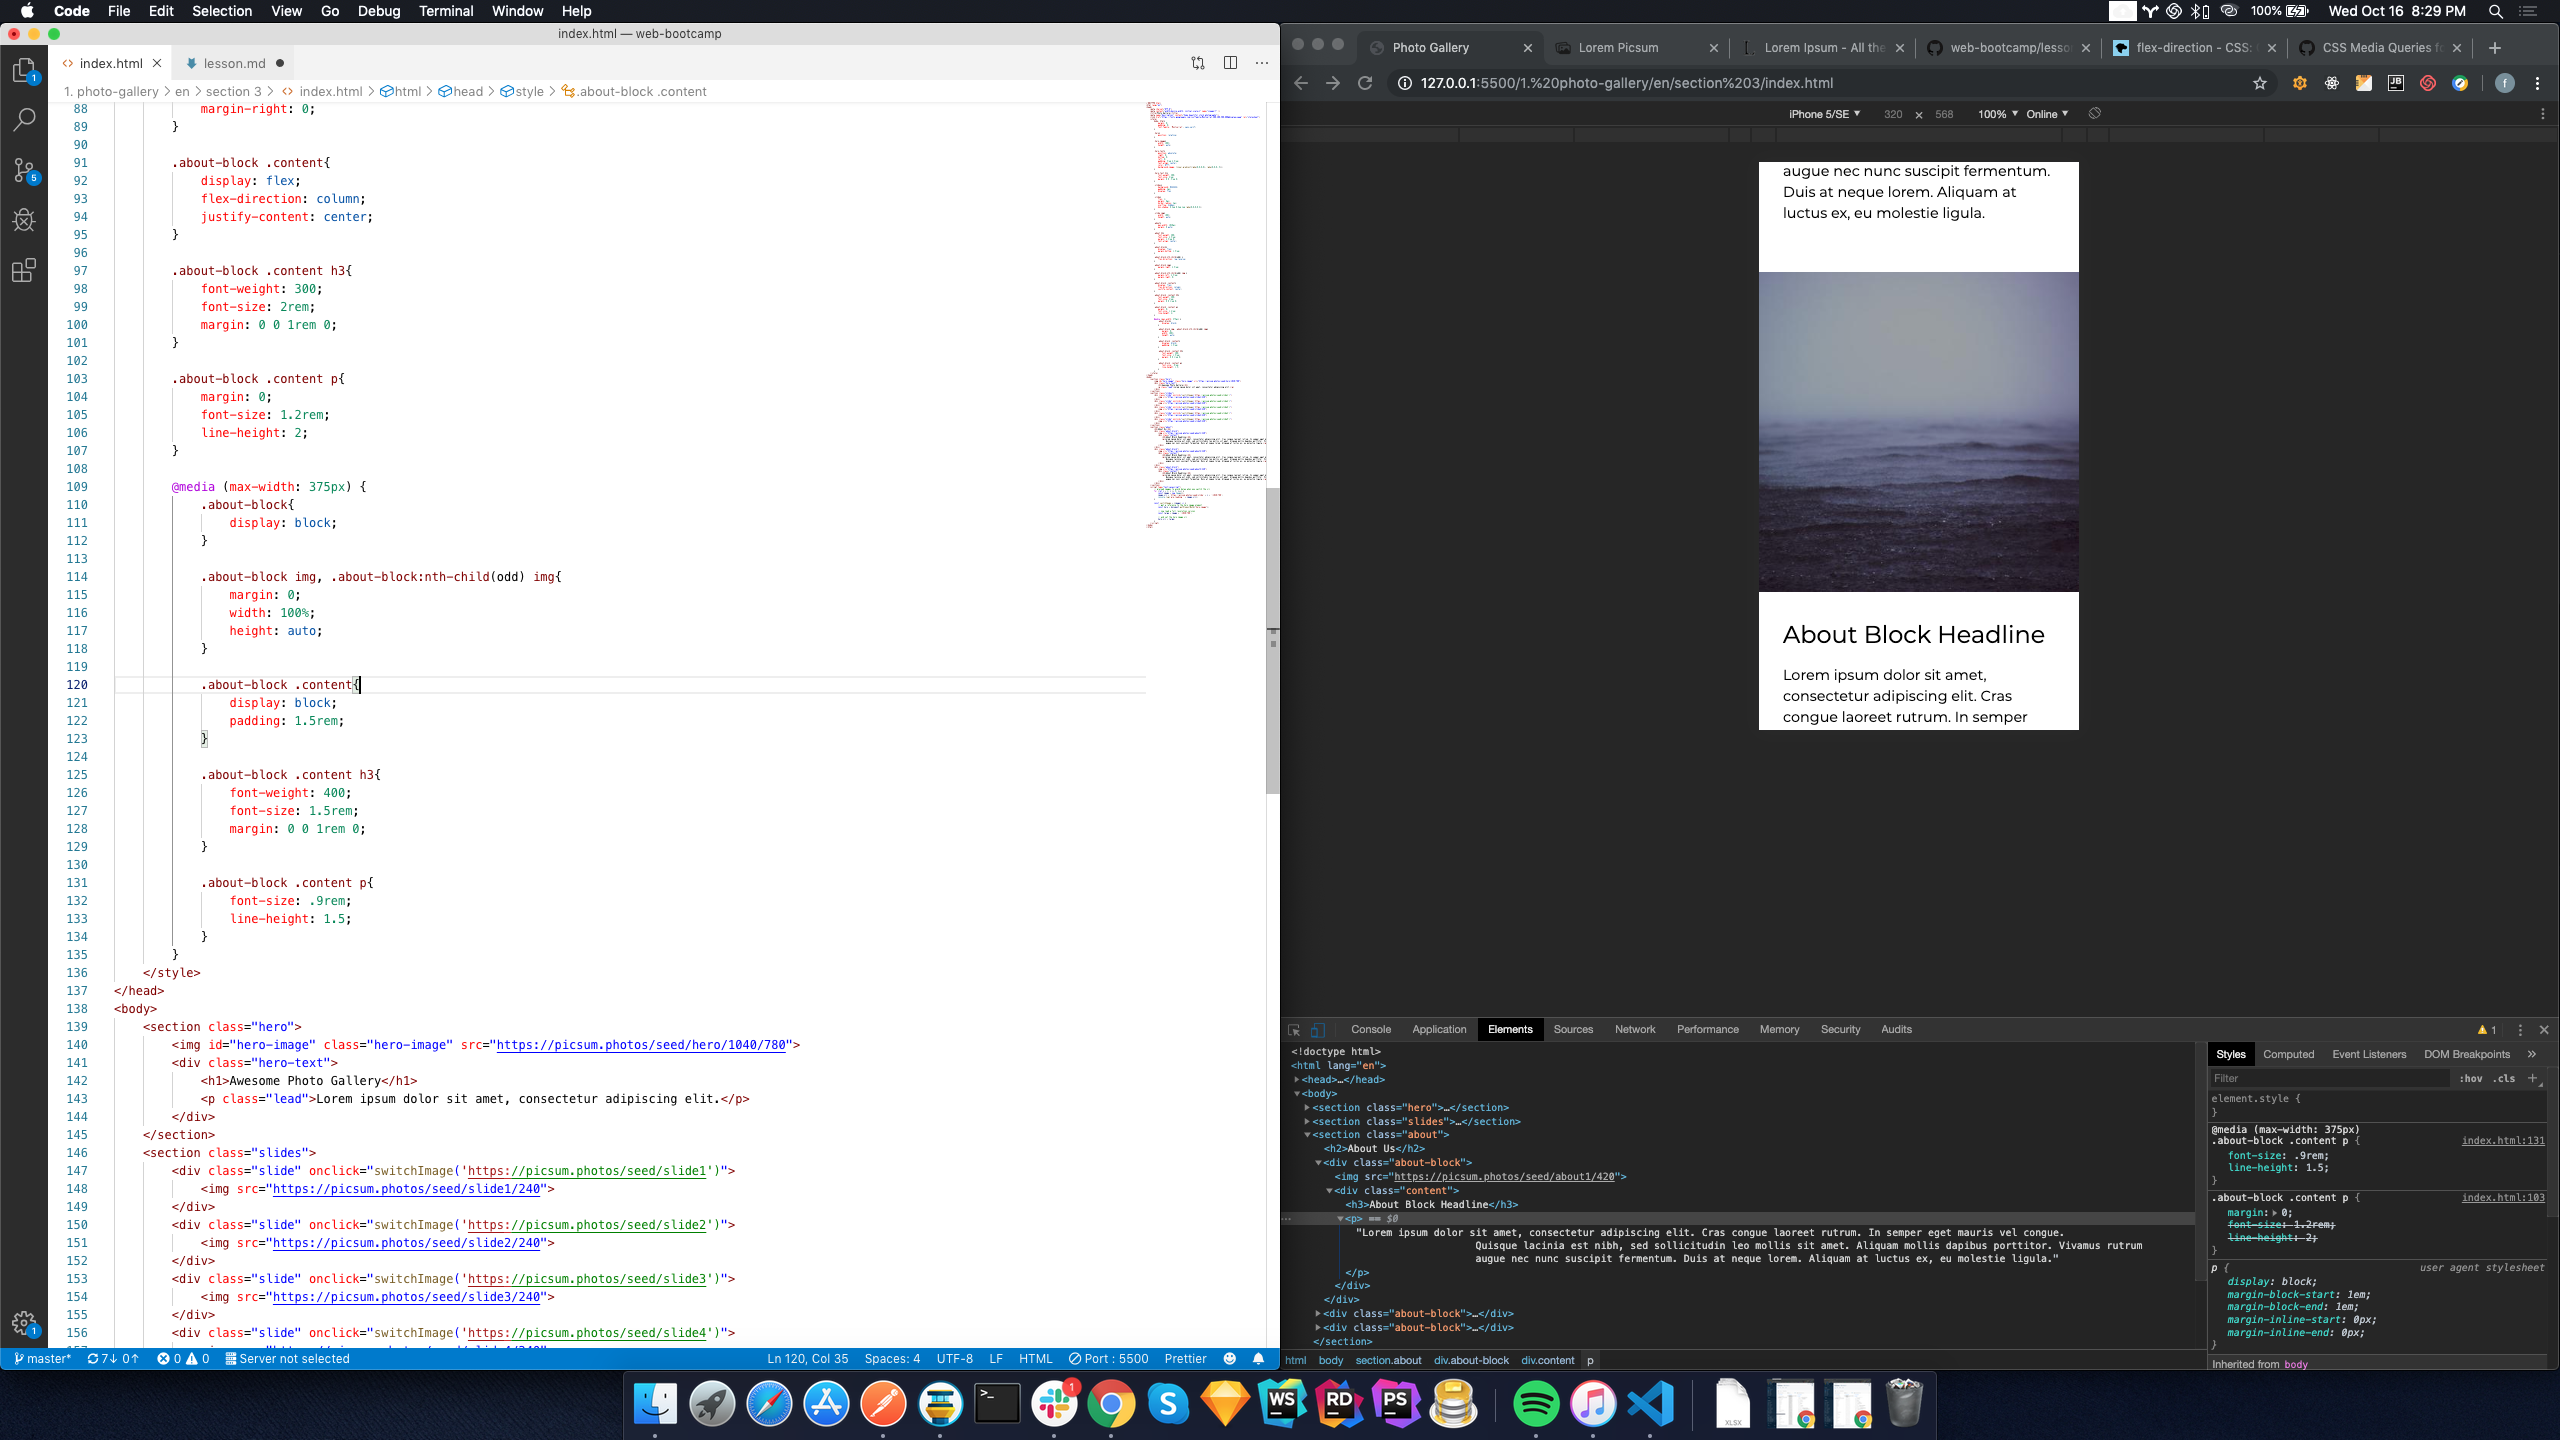 Code File Edit Selection View Go Debug Terminal Window Help
100% Wed Oct 16 8:29 PM
index.html — web-bootcamp
index.html lesson.md
1. photo-gallery > en > section 3 > index.html > html > head > style > .about-block .content
88 margin-right: 0;
89 }
90
91 .about-block .content{
92 display: flex;
93 flex-direction: column;
94 justify-content: center;
95 }
96
97 .about-block .content h3{
98 font-weight: 300;
99 font-size: 2rem;
100 margin: 0 0 1rem 0;
101 }
102
103 .about-block .content p{
104 margin: 0;
105 font-size: 1.2rem;
106 line-height: 2;
107 }
108
109 @media (max-width: 375px) {
110 .about-block{
111 display: block;
112 }
113
114 .about-block img, .about-block:nth-child(odd) img{
115 margin: 0;
116 width: 100%;
117 height: auto;
118 }
119
120 .about-block .content{
121 display: block;
122 padding: 1.5rem;
123 }
124
125 .about-block .content h3{
126 font-weight: 400;
127 font-size: 1.5rem;
128 margin: 0 0 1rem 0;
129 }
130
131 .about-block .content p{
132 font-size: .9rem;
133 line-height: 1.5;
134 }
135 }
136 </style>
137 </head>
138 <body>
139 <section class="hero">
140 <img id="hero-image" class="hero-image" src="https://picsum.photos/seed/hero/1040/780">
141 <div class="hero-text">
142 <h1>Awesome Photo Gallery</h1>
143 <p class="lead">Lorem ipsum dolor sit amet, consectetur adipiscing elit.</p>
144 </div>
145 </section>
146 <section class="slides">
147 <div class="slide" onclick="switchImage('https://picsum.photos/seed/slide1')">
148 <img src="https://picsum.photos/seed/slide1/240">
149 </div>
150 <div class="slide" onclick="switchImage('https://picsum.photos/seed/slide2')">
151 <img src="https://picsum.photos/seed/slide2/240">
152 </div>
153 <div class="slide" onclick="switchImage('https://picsum.photos/seed/slide3')">
154 <img src="https://picsum.photos/seed/slide3/240">
155 </div>
156 <div class="slide" onclick="switchImage('https://picsum.photos/seed/slide4')">
master* 7↓ 0↑ 0 0 Server not selected Ln 120, Col 35 Spaces: 4 UTF-8 LF HTML Port : 5500 Prettier
1
5
1
Photo Gallery Lorem Picsum Lorem Ipsum - All the web-bootcamp/lesso flex-direction - CSS: CSS Media Queries fo
127.0.0.1:5500/1.%20photo-gallery/en/section%203/index.html
iPhone 5/SE 320 × 568 100% Online
augue nec nunc suscipit fermentum.
Duis at neque lorem. Aliquam at
luctus ex, eu molestie ligula.
About Block Headline
Lorem ipsum dolor sit amet,
consectetur adipiscing elit. Cras
congue laoreet rutrum. In semper
Console Application Elements Sources Network Performance Memory Security Audits 1
<!doctype html>
<html lang="en">
<head>…</head>
<body>
<section class="hero">…</section>
<section class="slides">…</section>
<section class="about">
<h2>About Us</h2>
<div class="about-block">
<img src="https://picsum.photos/seed/about1/420">
<div class="content">
<h3>About Block Headline</h3>
<p> == $0
"Lorem ipsum dolor sit amet, consectetur adipiscing elit. Cras congue laoreet rutrum. In semper eget mauris vel congue.
Quisque lacinia est nibh, sed sollicitudin leo mollis sit amet. Aliquam mollis dapibus porttitor. Vivamus rutrum
augue nec nunc suscipit fermentum. Duis at neque lorem. Aliquam at luctus ex, eu molestie ligula."
</p>
</div>
</div>
<div class="about-block">…</div>
<div class="about-block">…</div>
</section>
html body section.about div.about-block div.content p
Styles Computed Event Listeners DOM Breakpoints »
Filter :hov .cls +
element.style {
}
@media (max-width: 375px)
.about-block .content p { index.html:131
font-size: .9rem;
line-height: 1.5;
}
.about-block .content p { index.html:103
margin: 0;
font-size: 1.2rem;
line-height: 2;
}
p { user agent stylesheet
display: block;
margin-block-start: 1em;
margin-block-end: 1em;
margin-inline-start: 0px;
margin-inline-end: 0px;
}
Inherited from body
1
WS RD PS XLSX